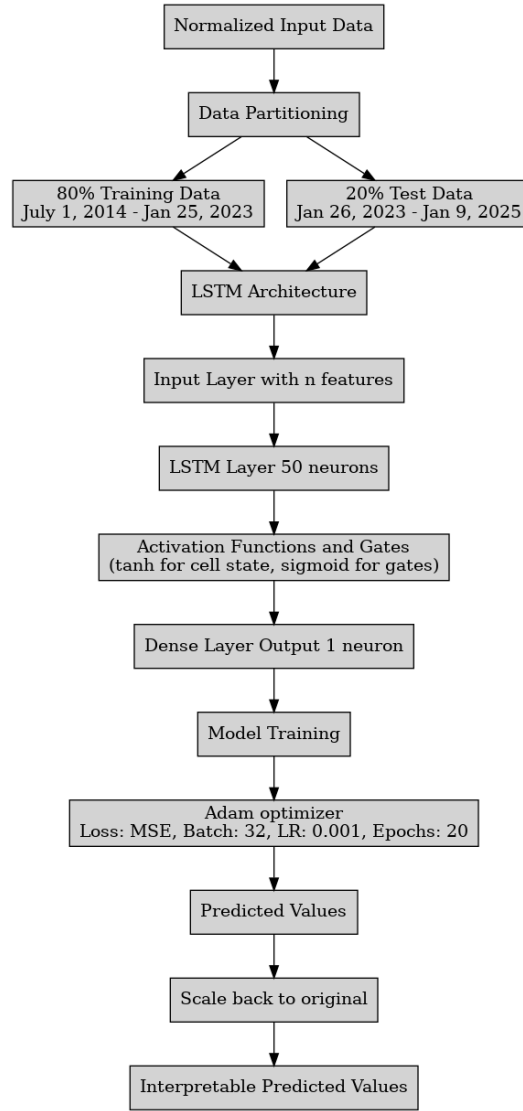 Normalized Input Data
Data Partitioning
80% Training Data
July 1, 2014 - Jan 25, 2023
20% Test Data
Jan 26, 2023 - Jan 9, 2025
LSTM Architecture
Input Layer with n features
LSTM Layer 50 neurons
Activation Functions and Gates
(tanh for cell state, sigmoid for gates)
Dense Layer Output 1 neuron
Model Training
Adam optimizer
Loss: MSE, Batch: 32, LR: 0.001, Epochs: 20
Predicted Values
Scale back to original
Interpretable Predicted Values